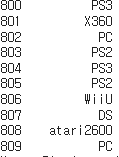 800 PS3
801 X360
802 PC
803 PS2
804 PS3
805 PS2
806 WiiU
807 DS
808 atari2600
809 PC